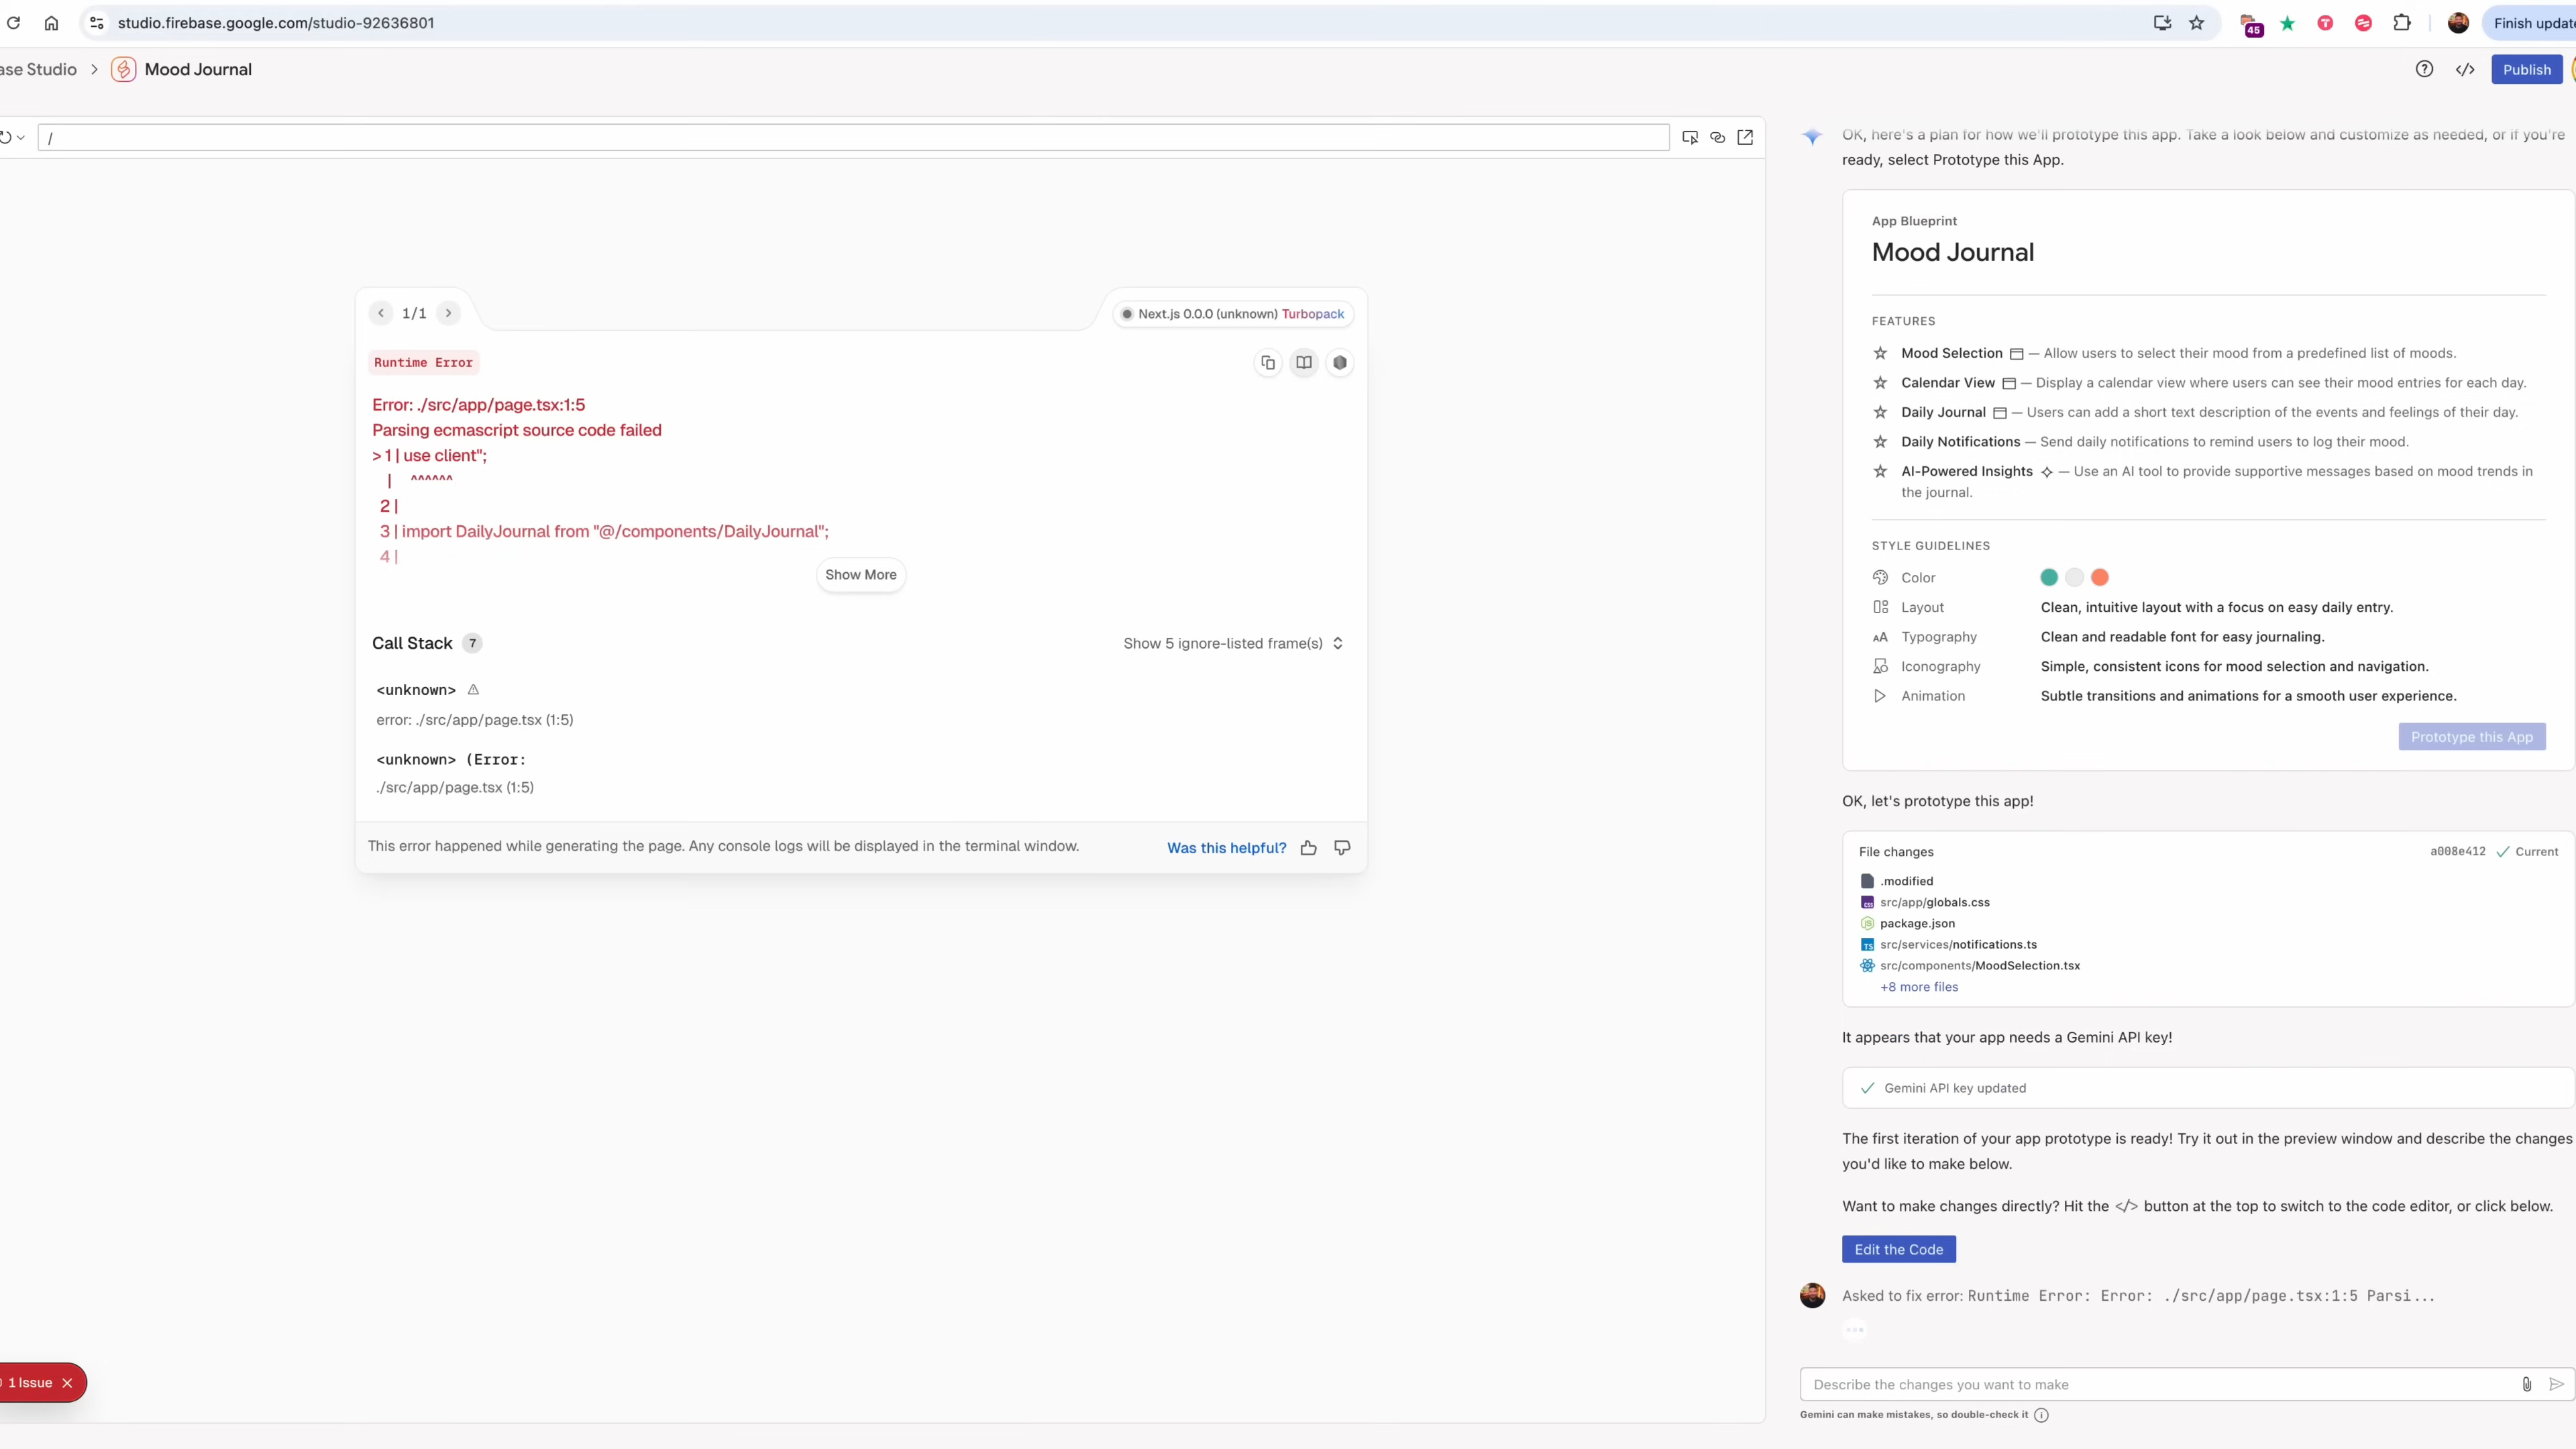 studio.firebase.google.com/studio-92636801
45
Finish update
ase Studio > Mood Journal
Publish
/
1/1
Next.js 0.0.0 (unknown) Turbopack
Runtime Error
Error: ./src/app/page.tsx:1:5
Parsing ecmascript source code failed
> 1 | use client";
| ^^^^^^
2 |
3 | import DailyJournal from "@/components/DailyJournal";
4 |
Show More
Call Stack 7
Show 5 ignore-listed frame(s)
<unknown>
error: ./src/app/page.tsx (1:5)
<unknown> (Error:
./src/app/page.tsx (1:5)
This error happened while generating the page. Any console logs will be displayed in the terminal window.
Was this helpful?
1 Issue
OK, here's a plan for how we'll prototype this app. Take a look below and customize as needed, or if you're
ready, select Prototype this App.
App Blueprint
Mood Journal
FEATURES
Mood Selection — Allow users to select their mood from a predefined list of moods.
Calendar View — Display a calendar view where users can see their mood entries for each day.
Daily Journal — Users can add a short text description of the events and feelings of their day.
Daily Notifications — Send daily notifications to remind users to log their mood.
AI-Powered Insights — Use an AI tool to provide supportive messages based on mood trends in
the journal.
STYLE GUIDELINES
Color
Layout Clean, intuitive layout with a focus on easy daily entry.
AA Typography Clean and readable font for easy journaling.
Iconography Simple, consistent icons for mood selection and navigation.
Animation Subtle transitions and animations for a smooth user experience.
Prototype this App
OK, let's prototype this app!
File changes a008e412 Current
.modified
css src/app/globals.css
package.json
TS src/services/notifications.ts
src/components/MoodSelection.tsx
+8 more files
It appears that your app needs a Gemini API key!
Gemini API key updated
The first iteration of your app prototype is ready! Try it out in the preview window and describe the changes
you'd like to make below.
Want to make changes directly? Hit the </> button at the top to switch to the code editor, or click below.
Edit the Code
Asked to fix error: Runtime Error: Error: ./src/app/page.tsx:1:5 Parsi...
Describe the changes you want to make
Gemini can make mistakes, so double-check it